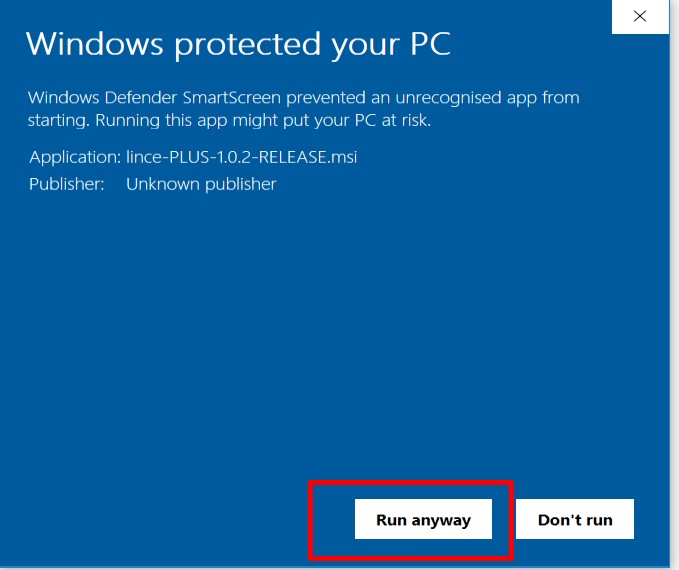 Windows protected your PC
Windows Defender SmartScreen prevented an unrecognised app from
starting. Running this app might put your PC at risk.
Application: lince-PLUS-1.0.2-RELEASE.msi
Publisher: Unknown publisher
Run anyway Don't run